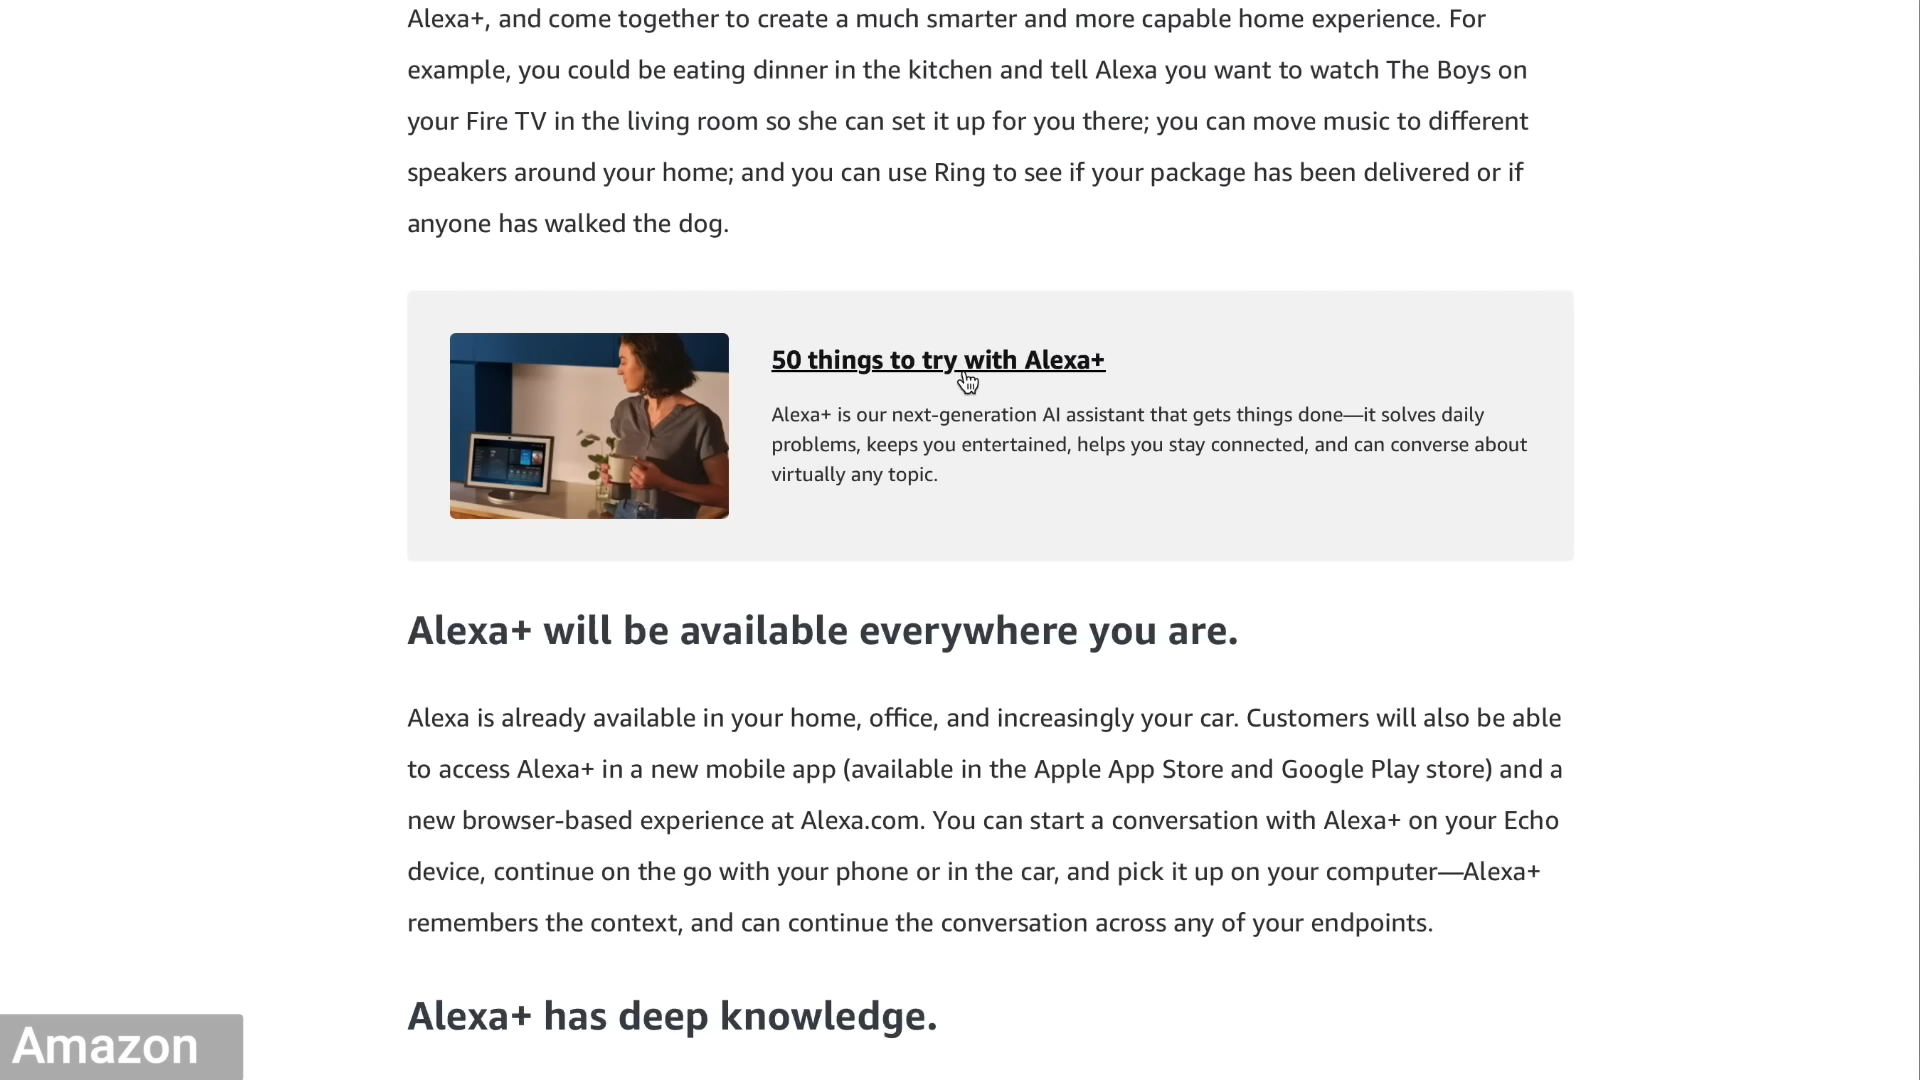 Alexa+, and come together to create a much smarter and more capable home experience. For
example, you could be eating dinner in the kitchen and tell Alexa you want to watch The Boys on
your Fire TV in the living room so she can set it up for you there; you can move music to different
speakers around your home; and you can use Ring to see if your package has been delivered or if
anyone has walked the dog.
50 things to try with Alexa+
Alexa+ is our next-generation AI assistant that gets things done—it solves daily
problems, keeps you entertained, helps you stay connected, and can converse about
virtually any topic.
Alexa+ will be available everywhere you are.
Alexa is already available in your home, office, and increasingly your car. Customers will also be able
to access Alexa+ in a new mobile app (available in the Apple App Store and Google Play store) and a
new browser-based experience at Alexa.com. You can start a conversation with Alexa+ on your Echo
device, continue on the go with your phone or in the car, and pick it up on your computer—Alexa+
remembers the context, and can continue the conversation across any of your endpoints.
Alexa+ has deep knowledge.
Amazon